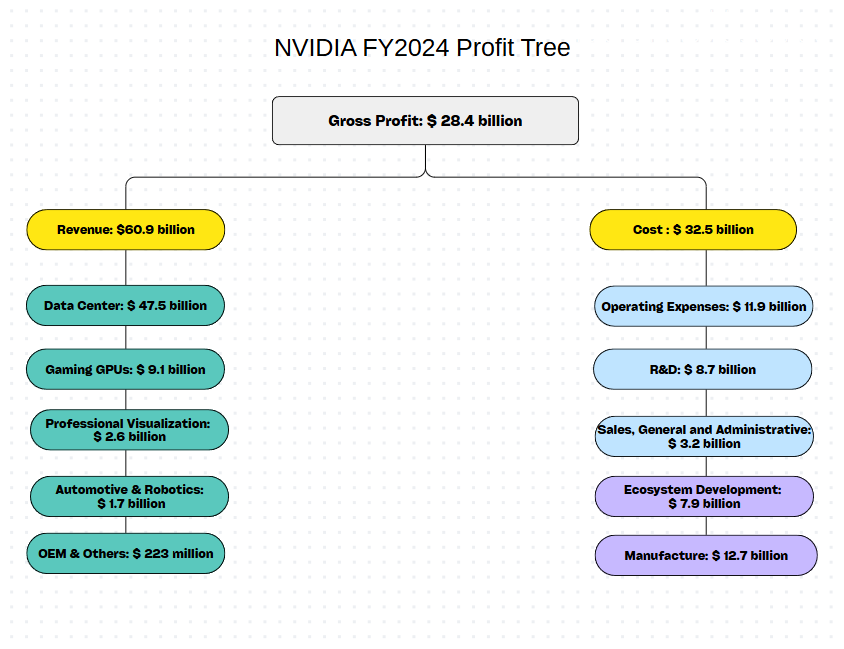 NVIDIA FY2024 Profit Tree
Gross Profit: $ 28.4 billion
Revenue: $60.9 billion
Data Center: $ 47.5 billion
Gaming GPUs: $ 9.1 billion
Professional Visualization:
$ 2.6 billion
Automotive & Robotics:
$ 1.7 billion
OEM & Others: $ 223 million
Cost : $ 32.5 billion
Operating Expenses: $ 11.9 billion
R&D: $ 8.7 billion
Sales, General and Administrative:
$ 3.2 billion
Ecosystem Development:
$ 7.9 billion
Manufacture: $ 12.7 billion